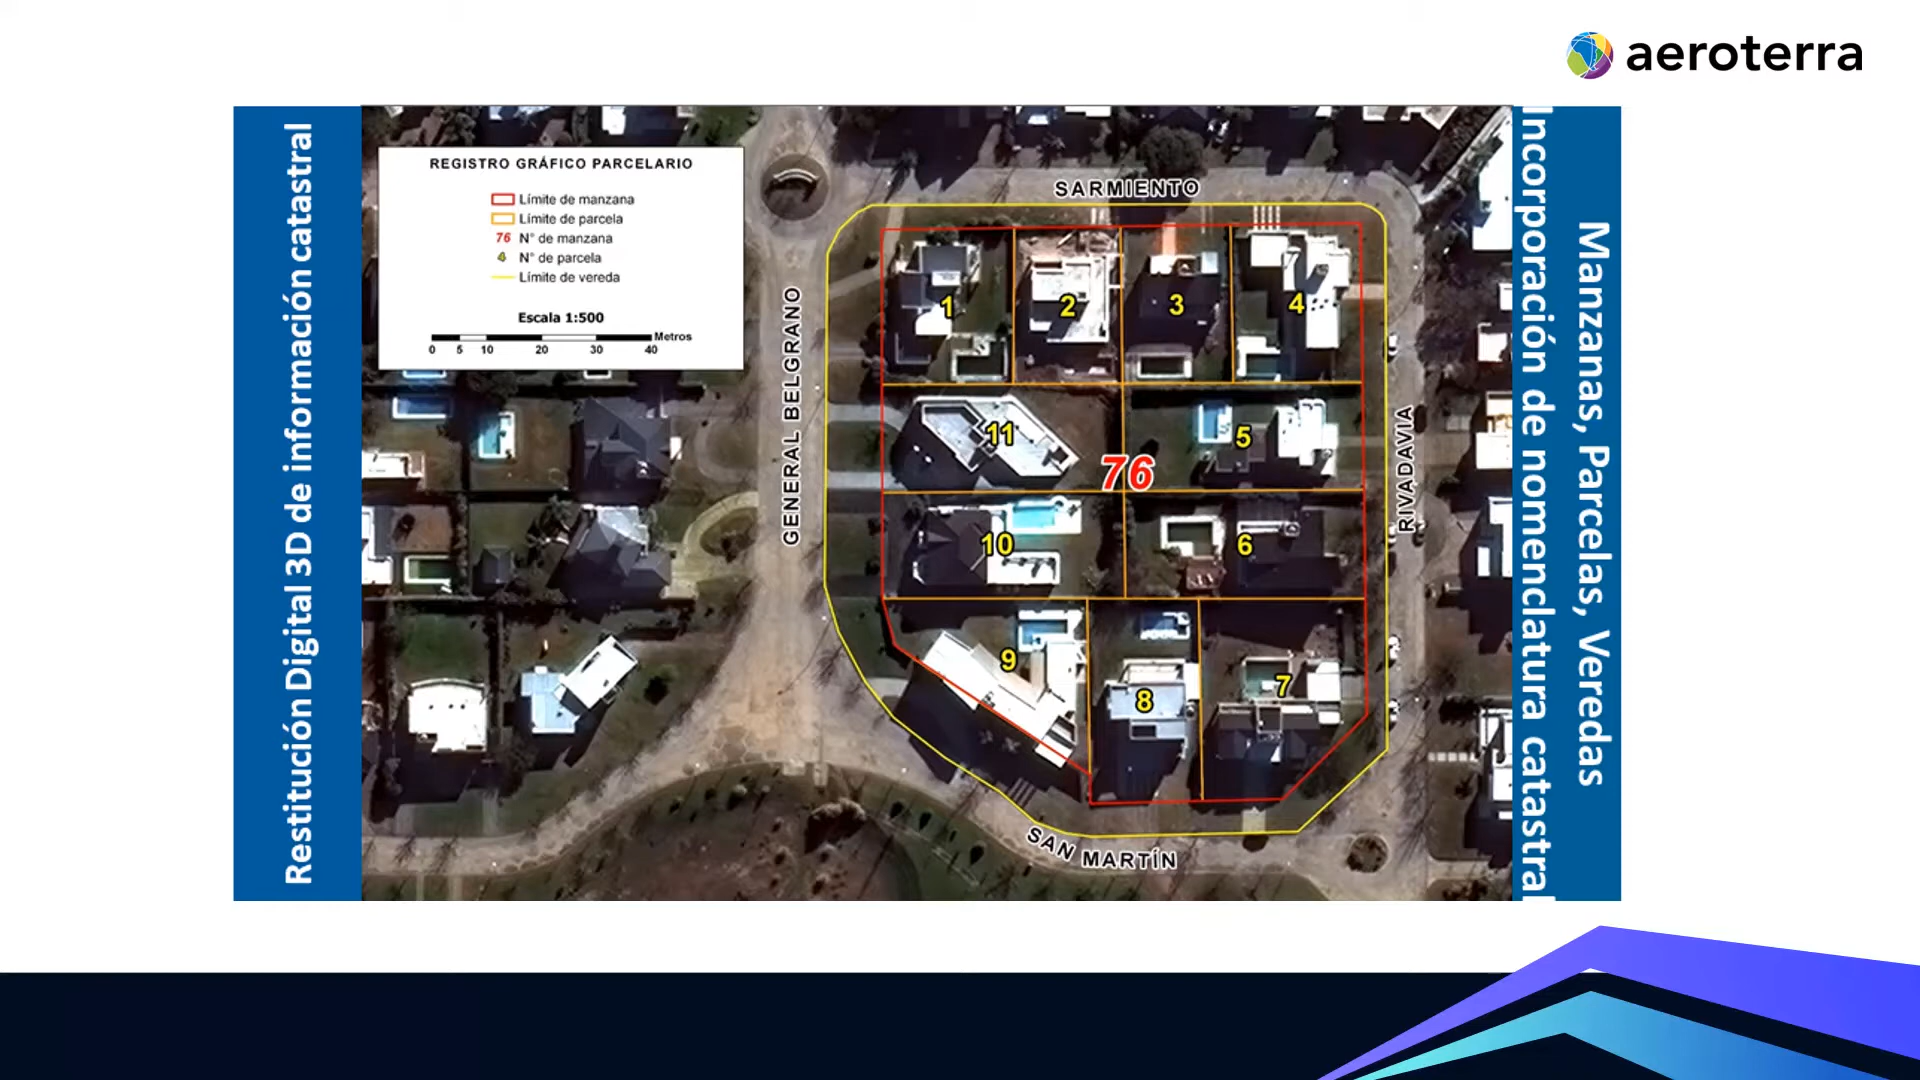 aeroterra
Restitución Digital 3D de información catastral
REGISTRO GRÁFICO PARCELARIO
Límite de manzana
Límite de parcela
76 N° de manzana
4 N° de parcela
Límite de vereda
Escala 1:500
Metros
0 5 10 20 30 40
SARMIENTO
GENERAL BELGRANO
RIVADAVIA
SAN MARTÍN
1
2
3
4
11
5
76
10
6
9
8
7
Manzanas, Parcelas, Veredas
Incorporación de nomenclatura catastral